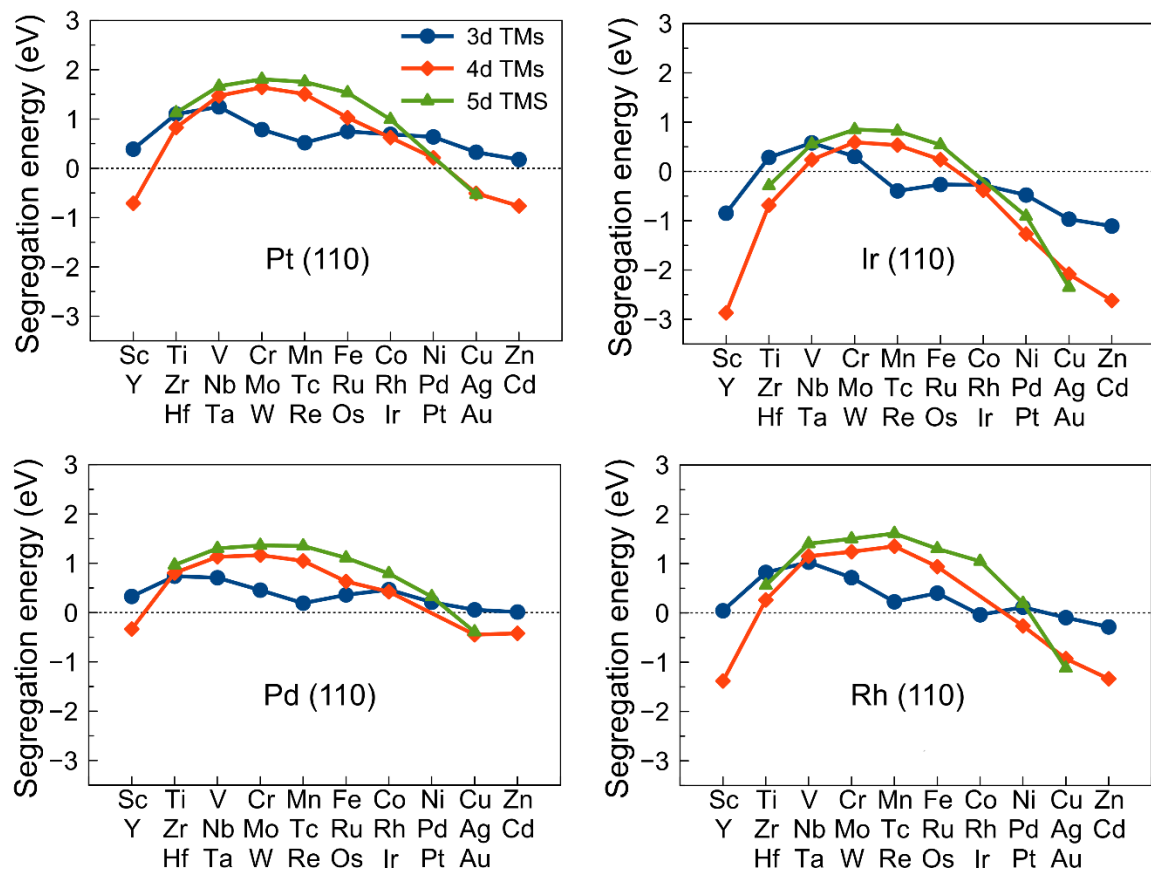 Segregation energy (eV)
3
2
1
0
−1
−2
−3
3d TMs
4d TMs
5d TMS
Pt (110)
Sc Ti V Cr Mn Fe Co Ni Cu Zn
Y Zr Nb Mo Tc Ru Rh Pd Ag Cd
Hf Ta W Re Os Ir Pt Au
Segregation energy (eV)
3
2
1
0
−1
−2
−3
Ir (110)
Sc Ti V Cr Mn Fe Co Ni Cu Zn
Y Zr Nb Mo Tc Ru Rh Pd Ag Cd
Hf Ta W Re Os Ir Pt Au
Segregation energy (eV)
3
2
1
0
−1
−2
−3
Pd (110)
Sc Ti V Cr Mn Fe Co Ni Cu Zn
Y Zr Nb Mo Tc Ru Rh Pd Ag Cd
Hf Ta W Re Os Ir Pt Au
Segregation energy (eV)
3
2
1
0
−1
−2
−3
Rh (110)
Sc Ti V Cr Mn Fe Co Ni Cu Zn
Y Zr Nb Mo Tc Ru Rh Pd Ag Cd
Hf Ta W Re Os Ir Pt Au